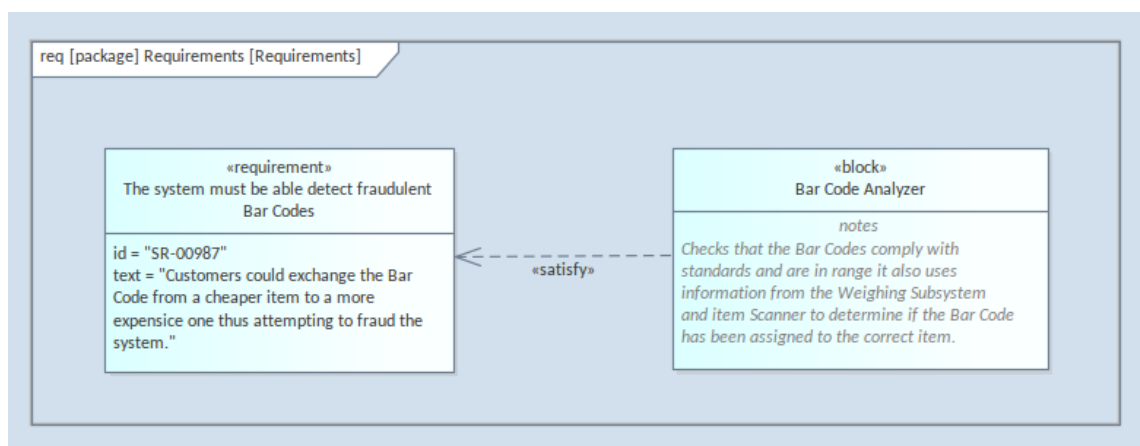 req [package] Requirements [Requirements]
«requirement»
The system must be able detect fraudulent
Bar Codes
id = "SR-00987"
text = "Customers could exchange the Bar
Code from a cheaper item to a more
expensice one thus attempting to fraud the
system."
«satisfy»
«block»
Bar Code Analyzer
notes
Checks that the Bar Codes comply with
standards and are in range it also uses
information from the Weighing Subsystem
and item Scanner to determine if the Bar Code
has been assigned to the correct item.